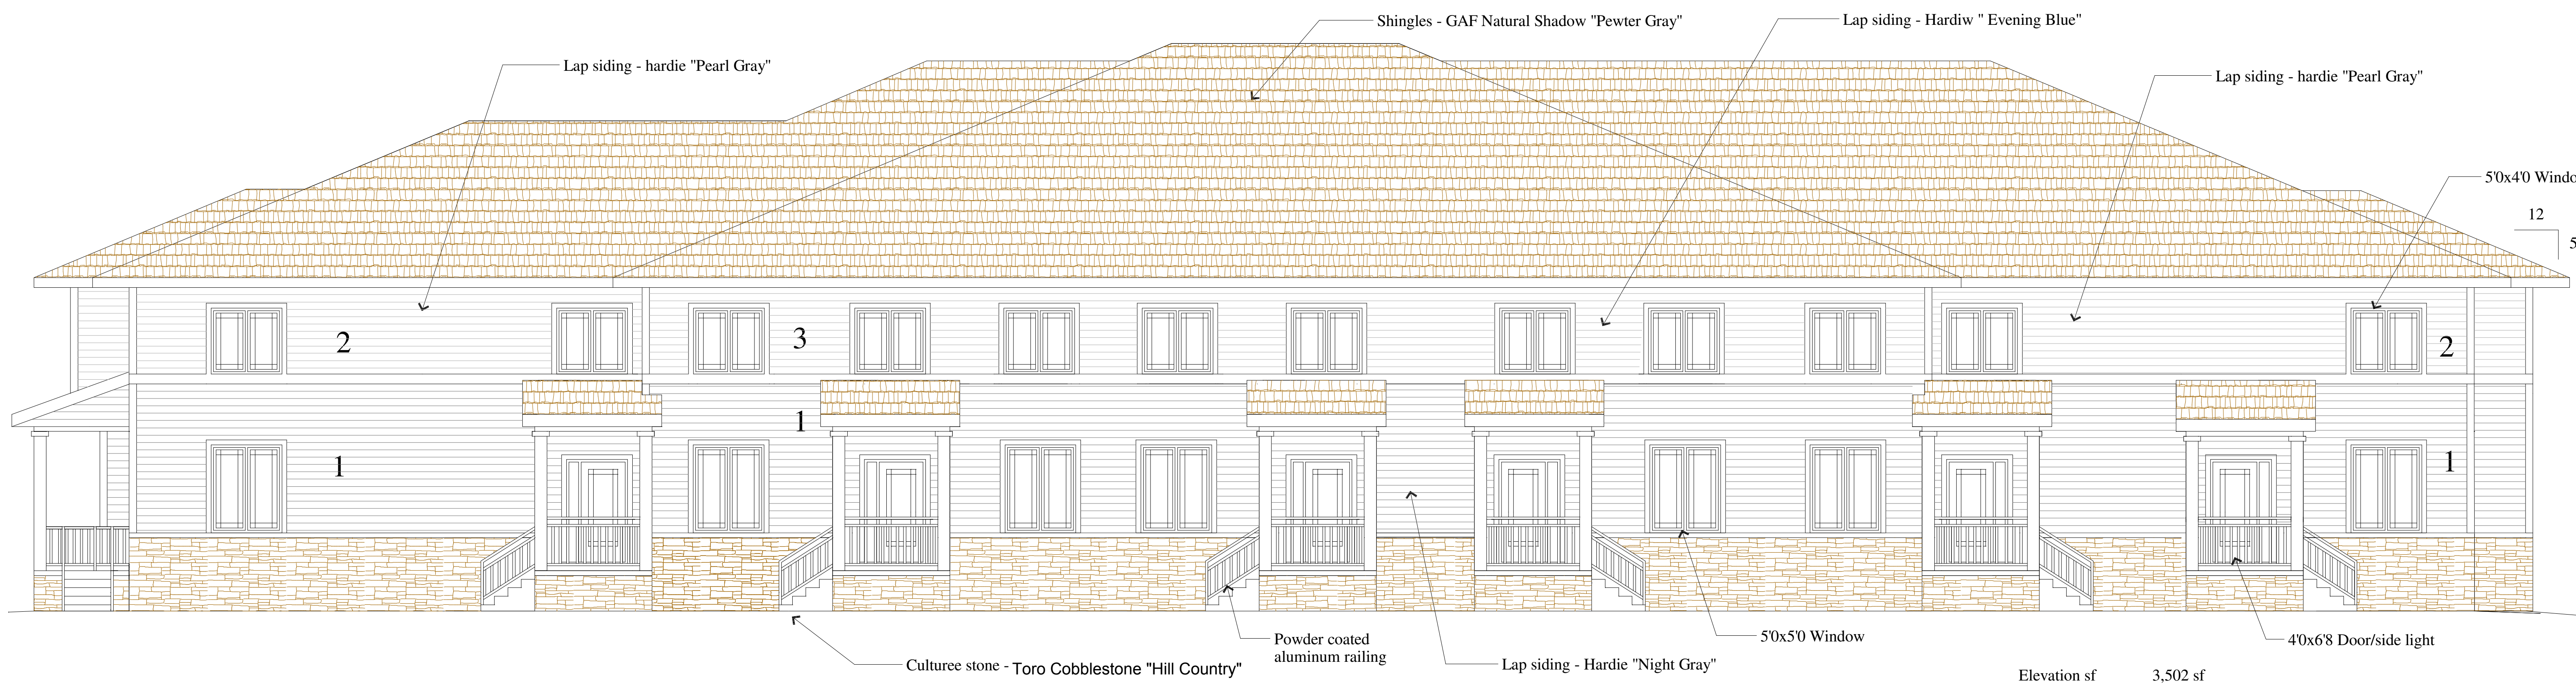 Shingles - GAF Natural Shadow "Pewter Gray"
Lap siding - Hardiw " Evening Blue"
Lap siding - hardie "Pearl Gray"
Lap siding - hardie "Pearl Gray"
5'0x4'0 Windo
12
5
2
3
2
1
1
1
5'0x5'0 Window
Powder coated
aluminum railing
4'0x6'8 Door/side light
Culturee stone - Toro Cobblestone "Hill Country"
Lap siding - Hardie "Night Gray"
Elevation sf 3,502 sf